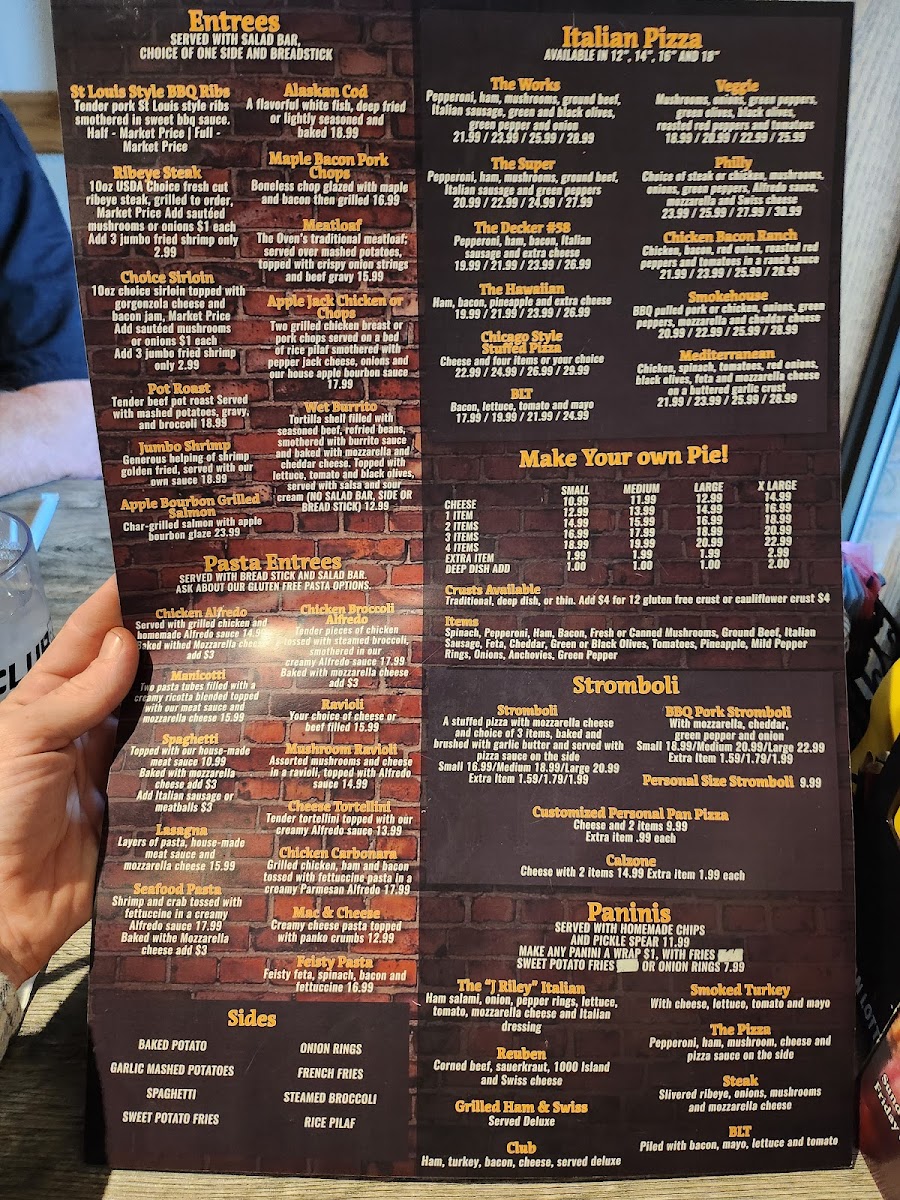 Entrees
SERVED WITH SALAD BAR,
CHOICE OF ONE SIDE AND BREADSTICK
St Louis Style BBQ Ribs
Tender pork St Louis style ribs
smothered in sweet bbq sauce.
Half - Market Price | Full -
Market Price
Ribeye Steak
10oz USDA Choice fresh cut
ribeye steak, grilled to order,
Market Price Add sautéed
mushrooms or onions $1 each
Add 3 jumbo fried shrimp only
2.99
Choice Sirloin
10oz choice sirloin topped with
gorgonzola cheese and
bacon jam, Market Price
Add sautéed mushrooms
or onions $1 each
Add 3 jumbo fried shrimp
only 2.99
Pot Roast
Tender beef pot roast Served
with mashed potatoes, gravy,
and broccoli 18.99
Jumbo Shrimp
Generous helping of shrimp
golden fried, served with our
own sauce 18.99
Apple Bourbon Grilled
Salmon
Char-grilled salmon with apple
bourbon glaze 23.99
Alaskan Cod
A flavorful white fish, deep fried
or lightly seasoned and
baked 18.99
Maple Bacon Pork
Chops
Boneless chop glazed with maple
and bacon then grilled 16.99
Meatloaf
The Oven's traditional meatloaf;
served over mashed potatoes,
topped with crispy onion strings
and beef gravy 15.99
Apple Jack Chicken or
Chops
Two grilled chicken breast or
pork chops served on a bed
of rice pilaf smothered with
pepper jack cheese, onions and
our house apple bourbon sauce
17.99
Wet Burrito
Tortilla shell filled with
seasoned beef, refried beans,
smothered with burrito sauce
and baked with mozzarella and
cheddar cheese. Topped with
lettuce, tomato and black olives,
served with salsa and sour
cream (NO SALAD BAR, SIDE OR
BREAD STICK) 12.99
Pasta Entrees
SERVED WITH BREAD STICK AND SALAD BAR.
ASK ABOUT OUR GLUTEN FREE PASTA OPTIONS
Chicken Alfredo
Served with grilled chicken and
homemade Alfredo sauce 14.99
Baked withed Mozzarella cheese
add $3
Manicotti
Two pasta tubes filled with a
creamy ricotta blended topped
with our meat sauce and
mozzarella cheese 15.99
Spaghetti
Topped with our house-made
meat sauce 10.99
Baked with mozzarella
cheese add $3
Add Italian sausage or
meatballs $3
Lasagna
Layers of pasta, house-made
meat sauce and
mozzarella cheese 15.99
Seafood Pasta
Shrimp and crab tossed with
fettuccine in a creamy
Alfredo sauce 17.99
Baked withe Mozzarella
cheese add $3
Chicken Broccoli
Alfredo
Tender pieces of chicken
tossed with steamed broccoli,
smothered in our
creamy Alfredo sauce 17.99
Baked with mozzarella cheese
add $3
Ravioli
Your choice of cheese or
beef filled 15.99
Mushroom Ravioli
Assorted mushrooms and cheese
in a ravioli, topped with Alfredo
sauce 14.99
Cheese Tortellini
Tender tortellini topped with our
creamy Alfredo sauce 13.99
Chicken Carbonara
Grilled chicken, ham and bacon
tossed with fettuccine pasta in a
creamy Parmesan Alfredo 17.99
Mac & Cheese
Creamy cheese pasta topped
with panko crumbs 12.99
Feisty Pasta
Feisty feta, spinach, bacon and
fettuccine 16.99
Sides
BAKED POTATO
GARLIC MASHED POTATOES
SPAGHETTI
SWEET POTATO FRIES
ONION RINGS
FRENCH FRIES
STEAMED BROCCOLI
RICE PILAF
Italian Pizza
AVAILABLE IN 12", 14", 16" AND 18"
The Works
Pepperoni, ham, mushrooms, ground beef,
Italian sausage, green and black olives,
green pepper and onion
21.99 / 23.99 / 25.99 / 28.99
The Super
Pepperoni, ham, mushrooms, ground beef,
Italian sausage and green peppers
20.99 / 22.99 / 24.99 / 27.99
The Decker #38
Pepperoni, ham, bacon, Italian
sausage and extra cheese
19.99 / 21.99 / 23.99 / 26.99
The Hawaiian
Ham, bacon, pineapple and extra cheese
19.99 / 21.99 / 23.99 / 26.99
Chicago Style
Stuffed Pizza
Cheese and four items or your choice
22.99 / 24.99 / 26.99 / 29.99
BLT
Bacon, lettuce, tomato and mayo
17.99 / 19.99 / 21.99 / 24.99
Veggie
Mushrooms, onions, green peppers,
green olives, black olives,
roasted red peppers and tomatoes
18.99 / 20.99 / 22.99 / 25.99
Philly
Choice of steak or chicken, mushrooms,
onions, green peppers, Alfredo sauce,
mozzarella and Swiss cheese
23.99 / 25.99 / 27.99 / 30.99
Chicken Bacon Ranch
Chicken, bacon, red onion, roasted red
peppers and tomatoes in a ranch sauce
21.99 / 23.99 / 25.99 / 28.99
Smokehouse
BBQ pulled pork or chicken, onions, green
peppers, mozzarella and cheddar cheese
20.99 / 23.99 / 25.99 / 28.99
Mediterranean
Chicken, spinach, tomatoes, red onions,
black olives, feta and mozzarella cheese
on a buttered garlic crust
21.99 / 23.99 / 25.99 / 28.99
Make Your own Pie!
SMALL MEDIUM LARGE X LARGE
CHEESE 10.99 11.99 12.99 14.99
1 ITEM 12.99 13.99 14.99 16.99
2 ITEMS 14.99 15.99 16.99 18.99
3 ITEMS 16.99 17.99 18.99 20.99
4 ITEMS 18.99 19.99 20.99 22.99
EXTRA ITEM 1.99 1.99 1.99 2.99
DEEP DISH ADD 1.00 1.00 1.00 2.00
Crusts Available
Traditional, deep dish, or thin. Add $4 for 12 gluten free crust or cauliflower crust $4
Items
Spinach, Pepperoni, Ham, Bacon, Fresh or Canned Mushrooms, Ground Beef, Italian
Sausage, Feta, Cheddar, Green or Black Olives, Tomatoes, Pineapple, Mild Pepper
Rings, Onions, Anchovies, Green Pepper
Stromboli
Stromboli
A stuffed pizza with mozzarella cheese
and choice of 3 items, baked and
brushed with garlic butter and served with
pizza sauce on the side
Small 16.99/Medium 18.99/Large 20.99
Extra Item 1.59/1.79/1.99
BBQ Pork Stromboli
With mozzarella, cheddar,
green pepper and onion
Small 18.99/Medium 20.99/Large 22.99
Extra Item 1.59/1.79/1.99
Personal Size Stromboli 9.99
Customized Personal Pan Pizza
Cheese and 2 items 9.99
Extra item .99 each
Calzone
Cheese with 2 items 14.99 Extra item 1.99 each
Paninis
SERVED WITH HOMEMADE CHIPS
AND PICKLE SPEAR 11.99
MAKE ANY PANINI A WRAP $1, WITH FRIES
SWEET POTATO FRIES OR ONION RINGS 7.99
The "J Riley" Italian
Ham salami, onion, pepper rings, lettuce,
tomato, mozzarella cheese and Italian
dressing
Reuben
Corned beef, sauerkraut, 1000 Island
and Swiss cheese
Grilled Ham & Swiss
Served Deluxe
Club
Ham, turkey, bacon, cheese, served deluxe
Smoked Turkey
With cheese, lettuce, tomato and mayo
The Pizza
Pepperoni, ham, mushroom, cheese and
pizza sauce on the side
Steak
Slivered ribeye, onions, mushrooms
and mozzarella cheese
BLT
Piled with bacon, mayo, lettuce and tomato
Friday